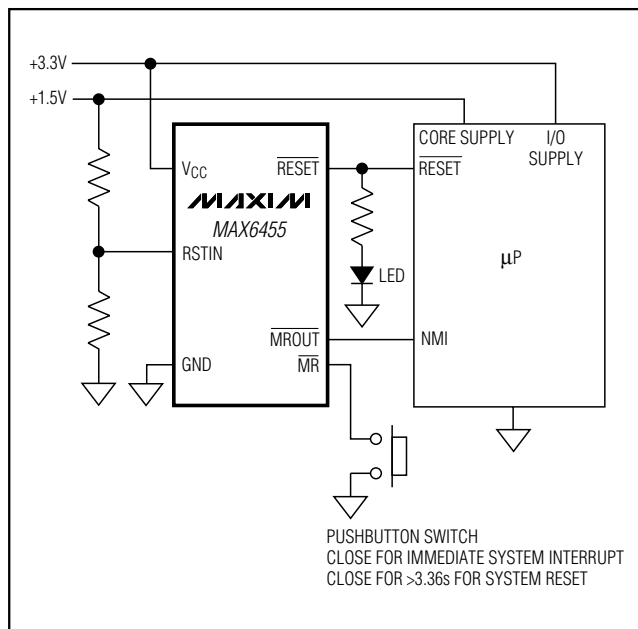 +3.3V
+1.5V
VCC
RESET
MAXIM
MAX6455
RSTIN
MROUT
GND
MR
LED
CORE SUPPLY
I/O
SUPPLY
RESET
µP
NMI
PUSHBUTTON SWITCH
CLOSE FOR IMMEDIATE SYSTEM INTERRUPT
CLOSE FOR >3.36s FOR SYSTEM RESET